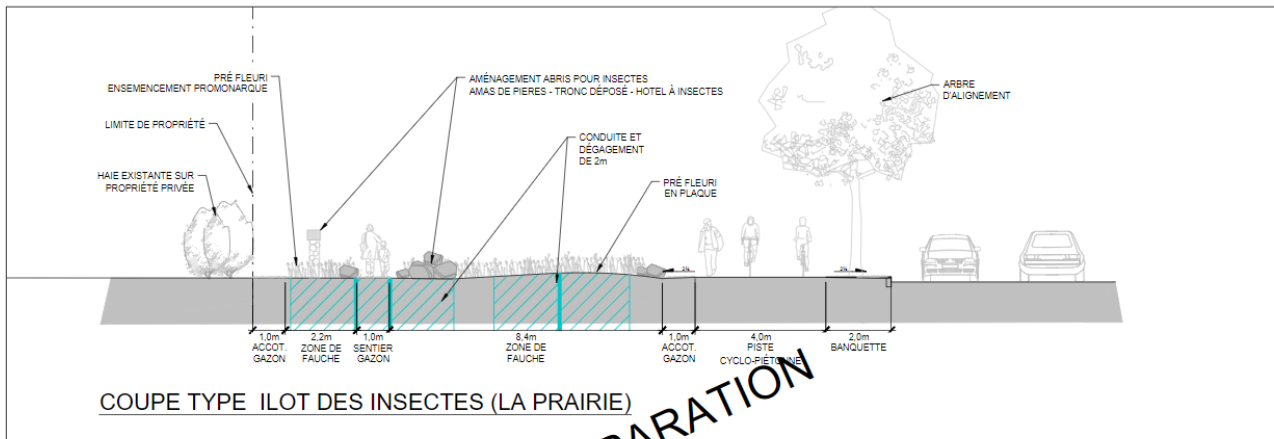 PRÉ FLEURI
ENSEMENCEMENT PROMONARQUE
AMÉNAGEMENT ABRIS POUR INSECTES
AMAS DE PIERES - TRONC DÉPOSÉ - HOTEL À INSECTES
ARBRE
D'ALIGNEMENT
LIMITE DE PROPRIÉTÉ
CONDUITE ET
DÉGAGEMENT
DE 2m
HAIE EXISTANTE SUR
PROPRIÉTÉ PRIVÉE
PRÉ FLEURI
EN PLAQUE
2%
2%
1,0m
ACCOT.
GAZON
2,2m
ZONE DE
FAUCHE
1,0m
SENTIER
GAZON
8,4m
ZONE DE
FAUCHE
1,0m
ACCOT.
GAZON
4,0m
PISTE
CYCLO-PIÉTONNE
2,0m
BANQUETTE
COUPE TYPE ILOT DES INSECTES (LA PRAIRIE)
PARATION